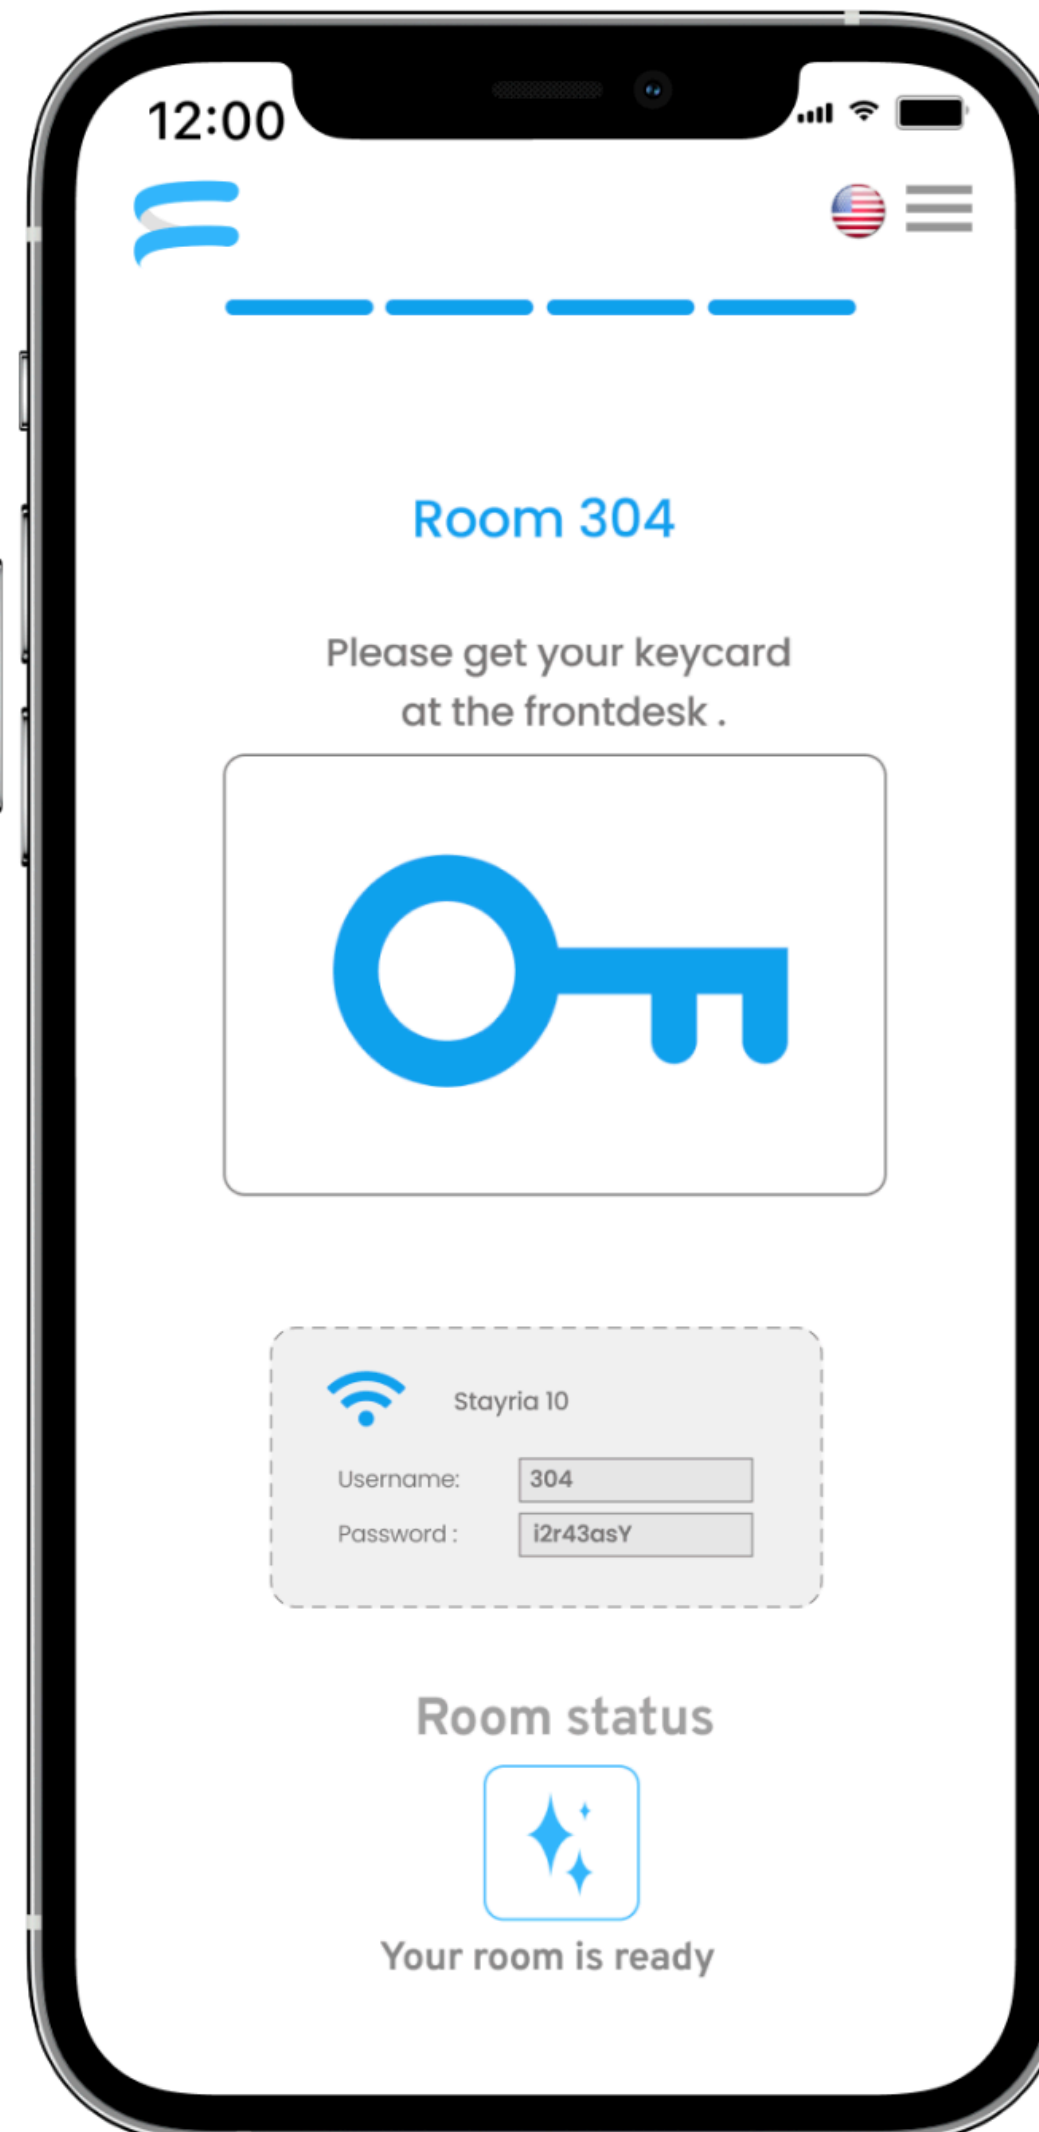 12:00
Room 304
Please get your keycard
at the frontdesk .
Stayria 10
Username: 304
Password : i2r43asY
Room status
Your room is ready